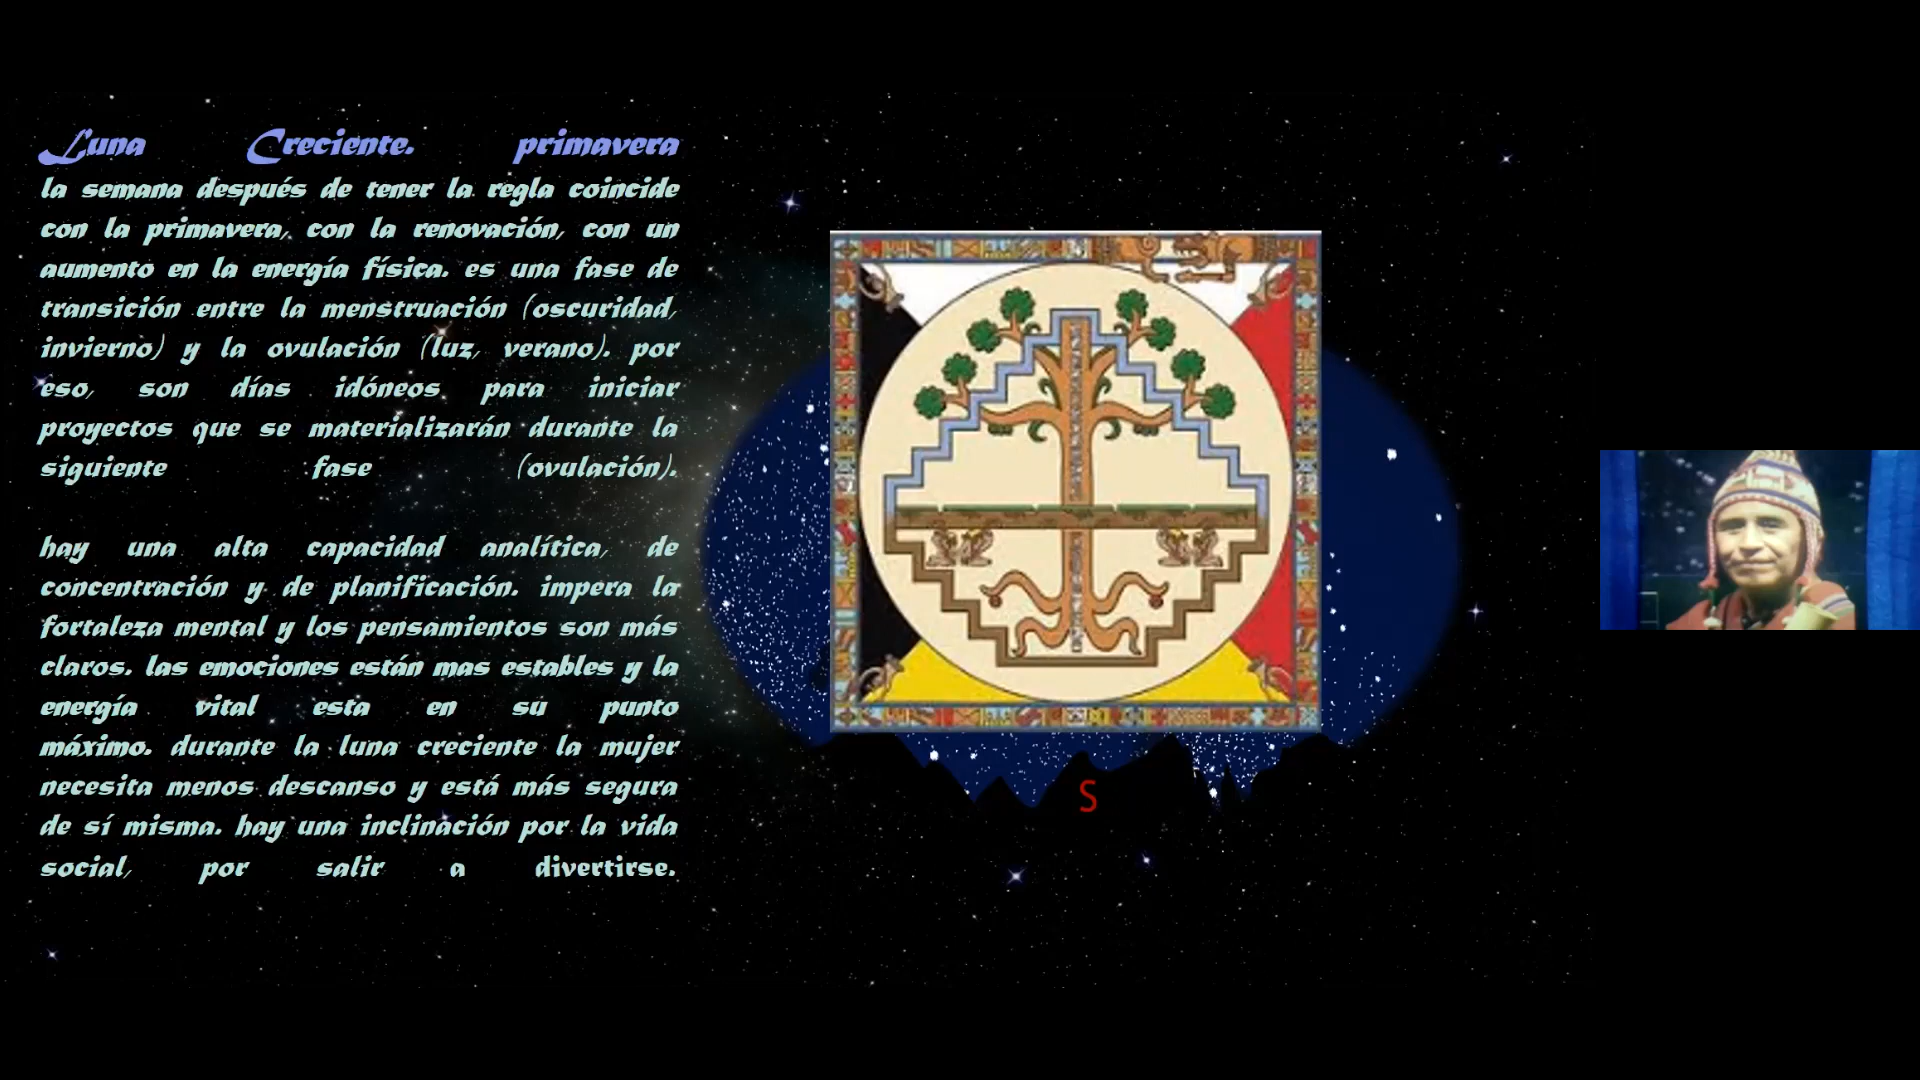 Luna Creciente. primavera
la semana después de tener la regla coincide
con la primavera, con la renovación, con un
aumento en la energía física. es una fase de
transición entre la menstruación (oscuridad,
invierno) y la ovulación (luz, verano). por
eso, son días idóneos para iniciar
proyectos que se materializarán durante la
siguiente fase (ovulación).
hay una alta capacidad analítica, de
concentración y de planificación. impera la
fortaleza mental y los pensamientos son más
claros. las emociones están mas estables y la
energía vital esta en su punto
máximo. durante la luna creciente la mujer
necesita menos descanso y está más segura
de sí misma. hay una inclinación por la vida
social, por salir a divertirse.
S